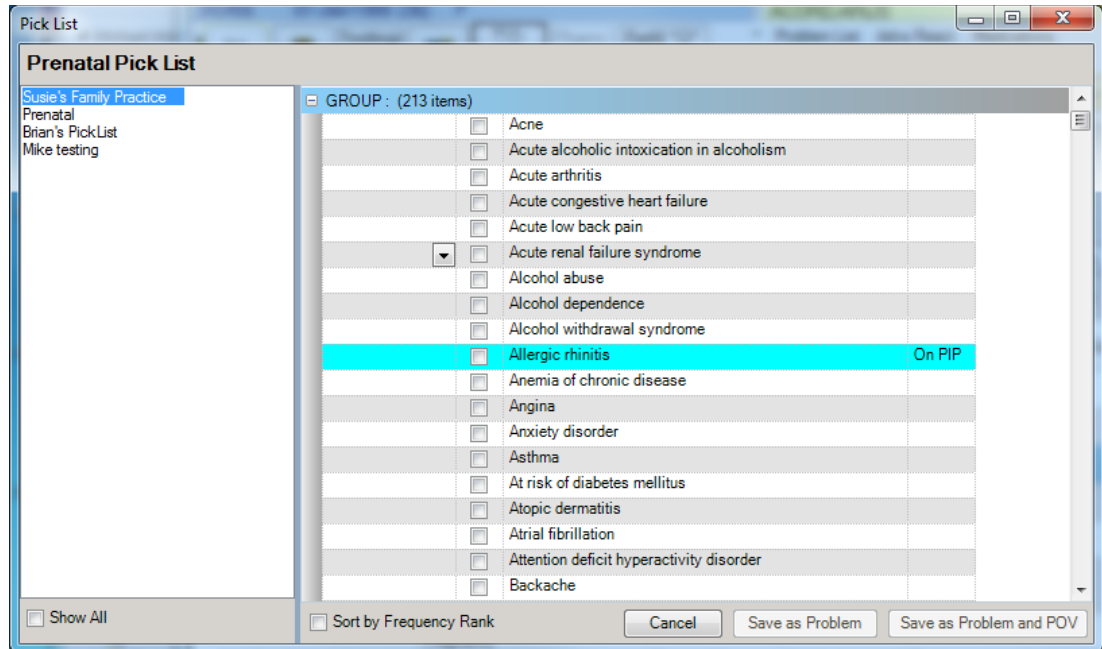 Pick List
Prenatal Pick List
Susie's Family Practice
Prenatal
Brian's PickList
Mike testing
GROUP : (213 items)
Acne
Acute alcoholic intoxication in alcoholism
Acute arthritis
Acute congestive heart failure
Acute low back pain
Acute renal failure syndrome
Alcohol abuse
Alcohol dependence
Alcohol withdrawal syndrome
Allergic rhinitis On PIP
Anemia of chronic disease
Angina
Anxiety disorder
Asthma
At risk of diabetes mellitus
Atopic dermatitis
Atrial fibrillation
Attention deficit hyperactivity disorder
Backache
Show All
Sort by Frequency Rank
Cancel
Save as Problem
Save as Problem and POV